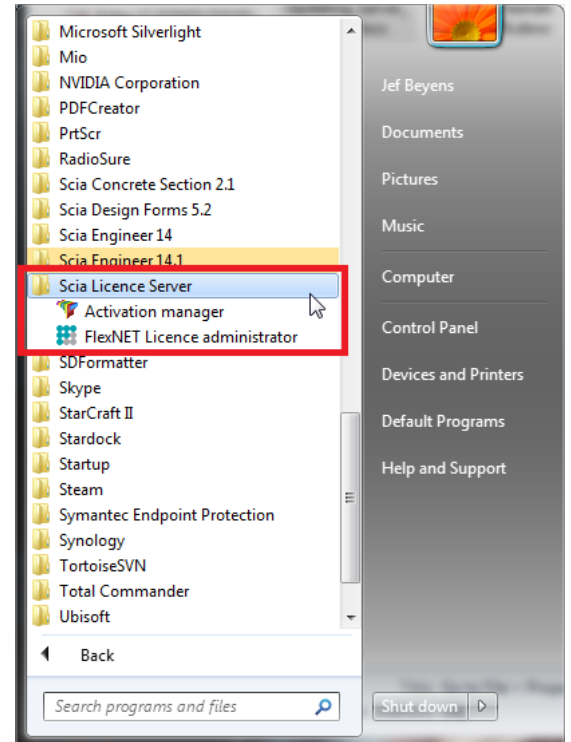 Microsoft Silverlight
Mio
NVIDIA Corporation
PDFCreator
PrtScr
RadioSure
Scia Concrete Section 2.1
Scia Design Forms 5.2
Scia Engineer 14
Scia Engineer 14.1
Scia Licence Server
Activation manager
FlexNET Licence administrator
SDFormatter
Skype
StarCraft II
Stardock
Startup
Steam
Symantec Endpoint Protection
Synology
TortoiseSVN
Total Commander
Ubisoft
Back
Search programs and files
Jef Beyens
Documents
Pictures
Music
Computer
Control Panel
Devices and Printers
Default Programs
Help and Support
Shut down